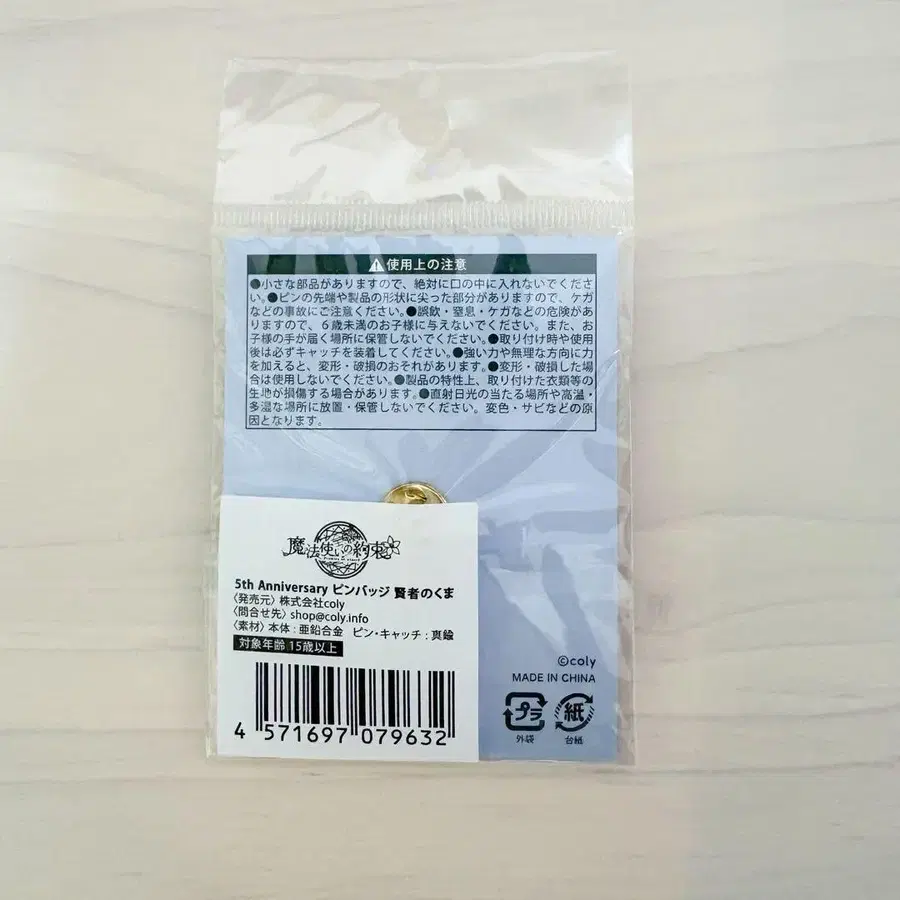 ⚠使用上の注意
●小さな部品がありますので、絶対に口の中に入れないでくださ
い。●ピンの先端や製品の形状に尖った部分がありますので、ケガ
などの事故にご注意ください。●誤飲・窒息・ケガなどの危険があ
りますので、6歳未満のお子様に与えないでください。また、お
子様の手が届く場所に保管しないでください。●取り付け時や使用
後は必ずキャッチを装着してください。●強い力や無理な方向に力
を加えると、変形・破損のおそれがあります。●変形・破損した場
合は使用しないでください。●製品の特性上、取り付けた衣類等の
生地が損傷する場合があります。●直射日光の当たる場所や高温・
多湿な場所に放置・保管しないでください。変色・サビなどの原
因となります。
魔法使いの約束
5th Anniversary ピンバッジ 賢者のくま
〈発売元〉株式会社coly
〈問合せ先〉shop@coly.info
〈素材〉本体：亜鉛合金 ピン・キャッチ：真鍮
対象年齢 15歳以上
4 571697 079632
©coly
MADE IN CHINA
プラ 紙
外袋 台紙